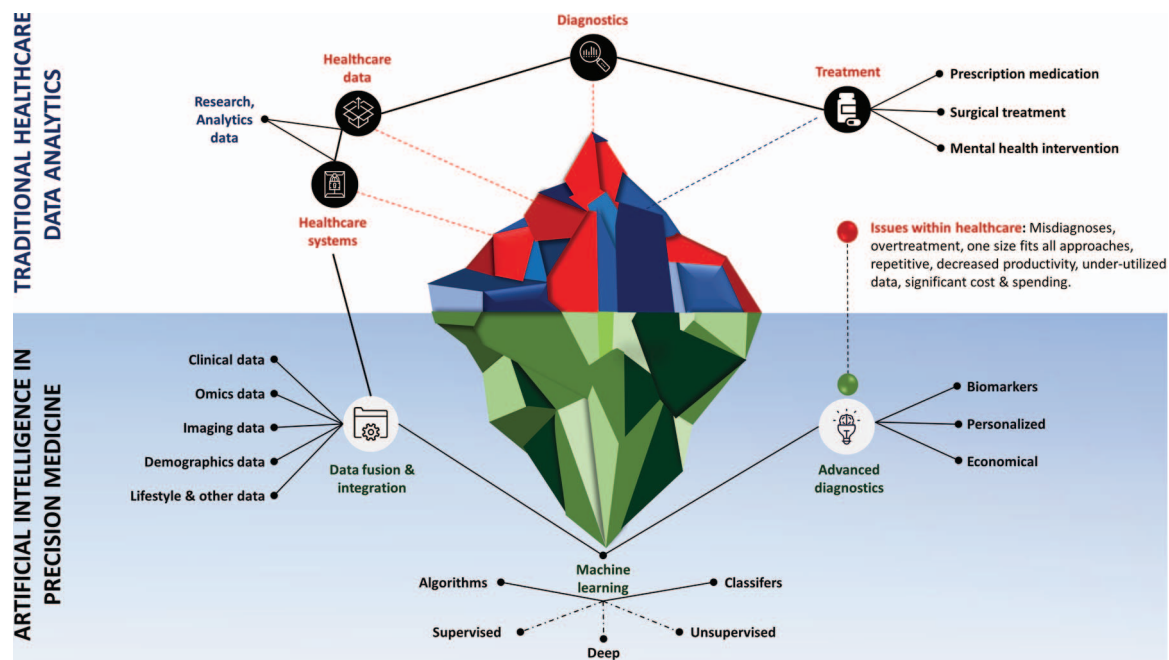 TRADITIONAL HEALTHCARE
DATA ANALYTICS
Diagnostics
Healthcare
data
Research,
Analytics
data
Healthcare
systems
Treatment
Prescription medication
Surgical treatment
Mental health intervention
Issues within healthcare: Misdiagnoses,
overtreatment, one size fits all approaches,
repetitive, decreased productivity, under-utilized
data, significant cost & spending.
ARTIFICIAL INTELLIGENCE IN
PRECISION MEDICINE
Clinical data
Omics data
Imaging data
Demographics data
Lifestyle & other data
Data fusion &
integration
Machine
learning
Algorithms
Classifers
Supervised
Deep
Unsupervised
Advanced
diagnostics
Biomarkers
Personalized
Economical